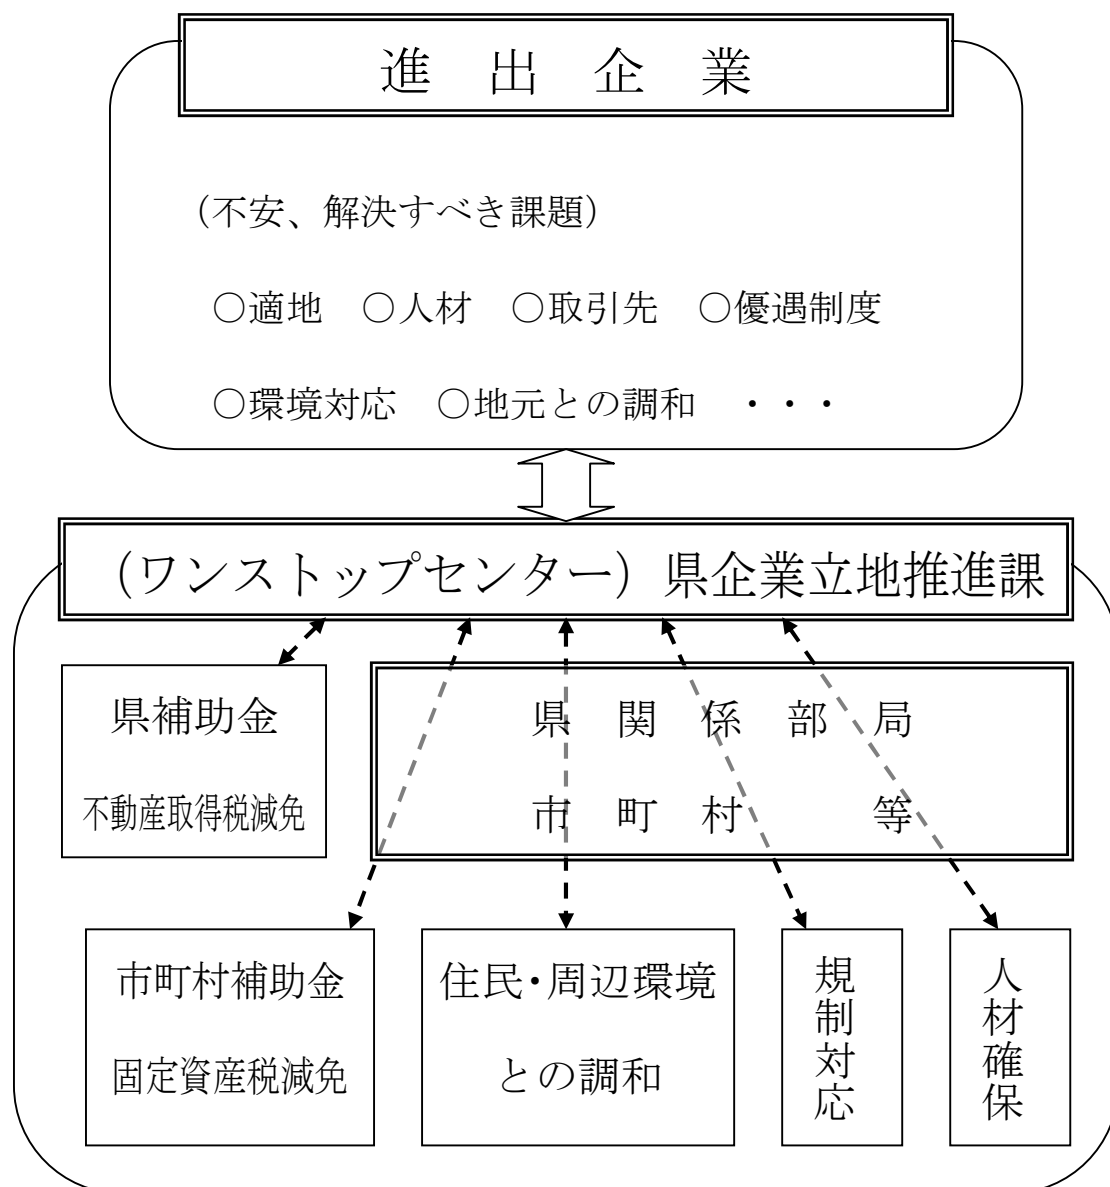 進　出　企　業
（不安、解決すべき課題）
○適地　○人材　○取引先　○優遇制度
○環境対応　○地元との調和　・・・
（ワンストップセンター）県企業立地推進課
県補助金
不動産取得税減免
県　関　係　部　局
市　町　村　　　等
市町村補助金
固定資産税減免
住民・周辺環境
との調和
規制対応
人材確保